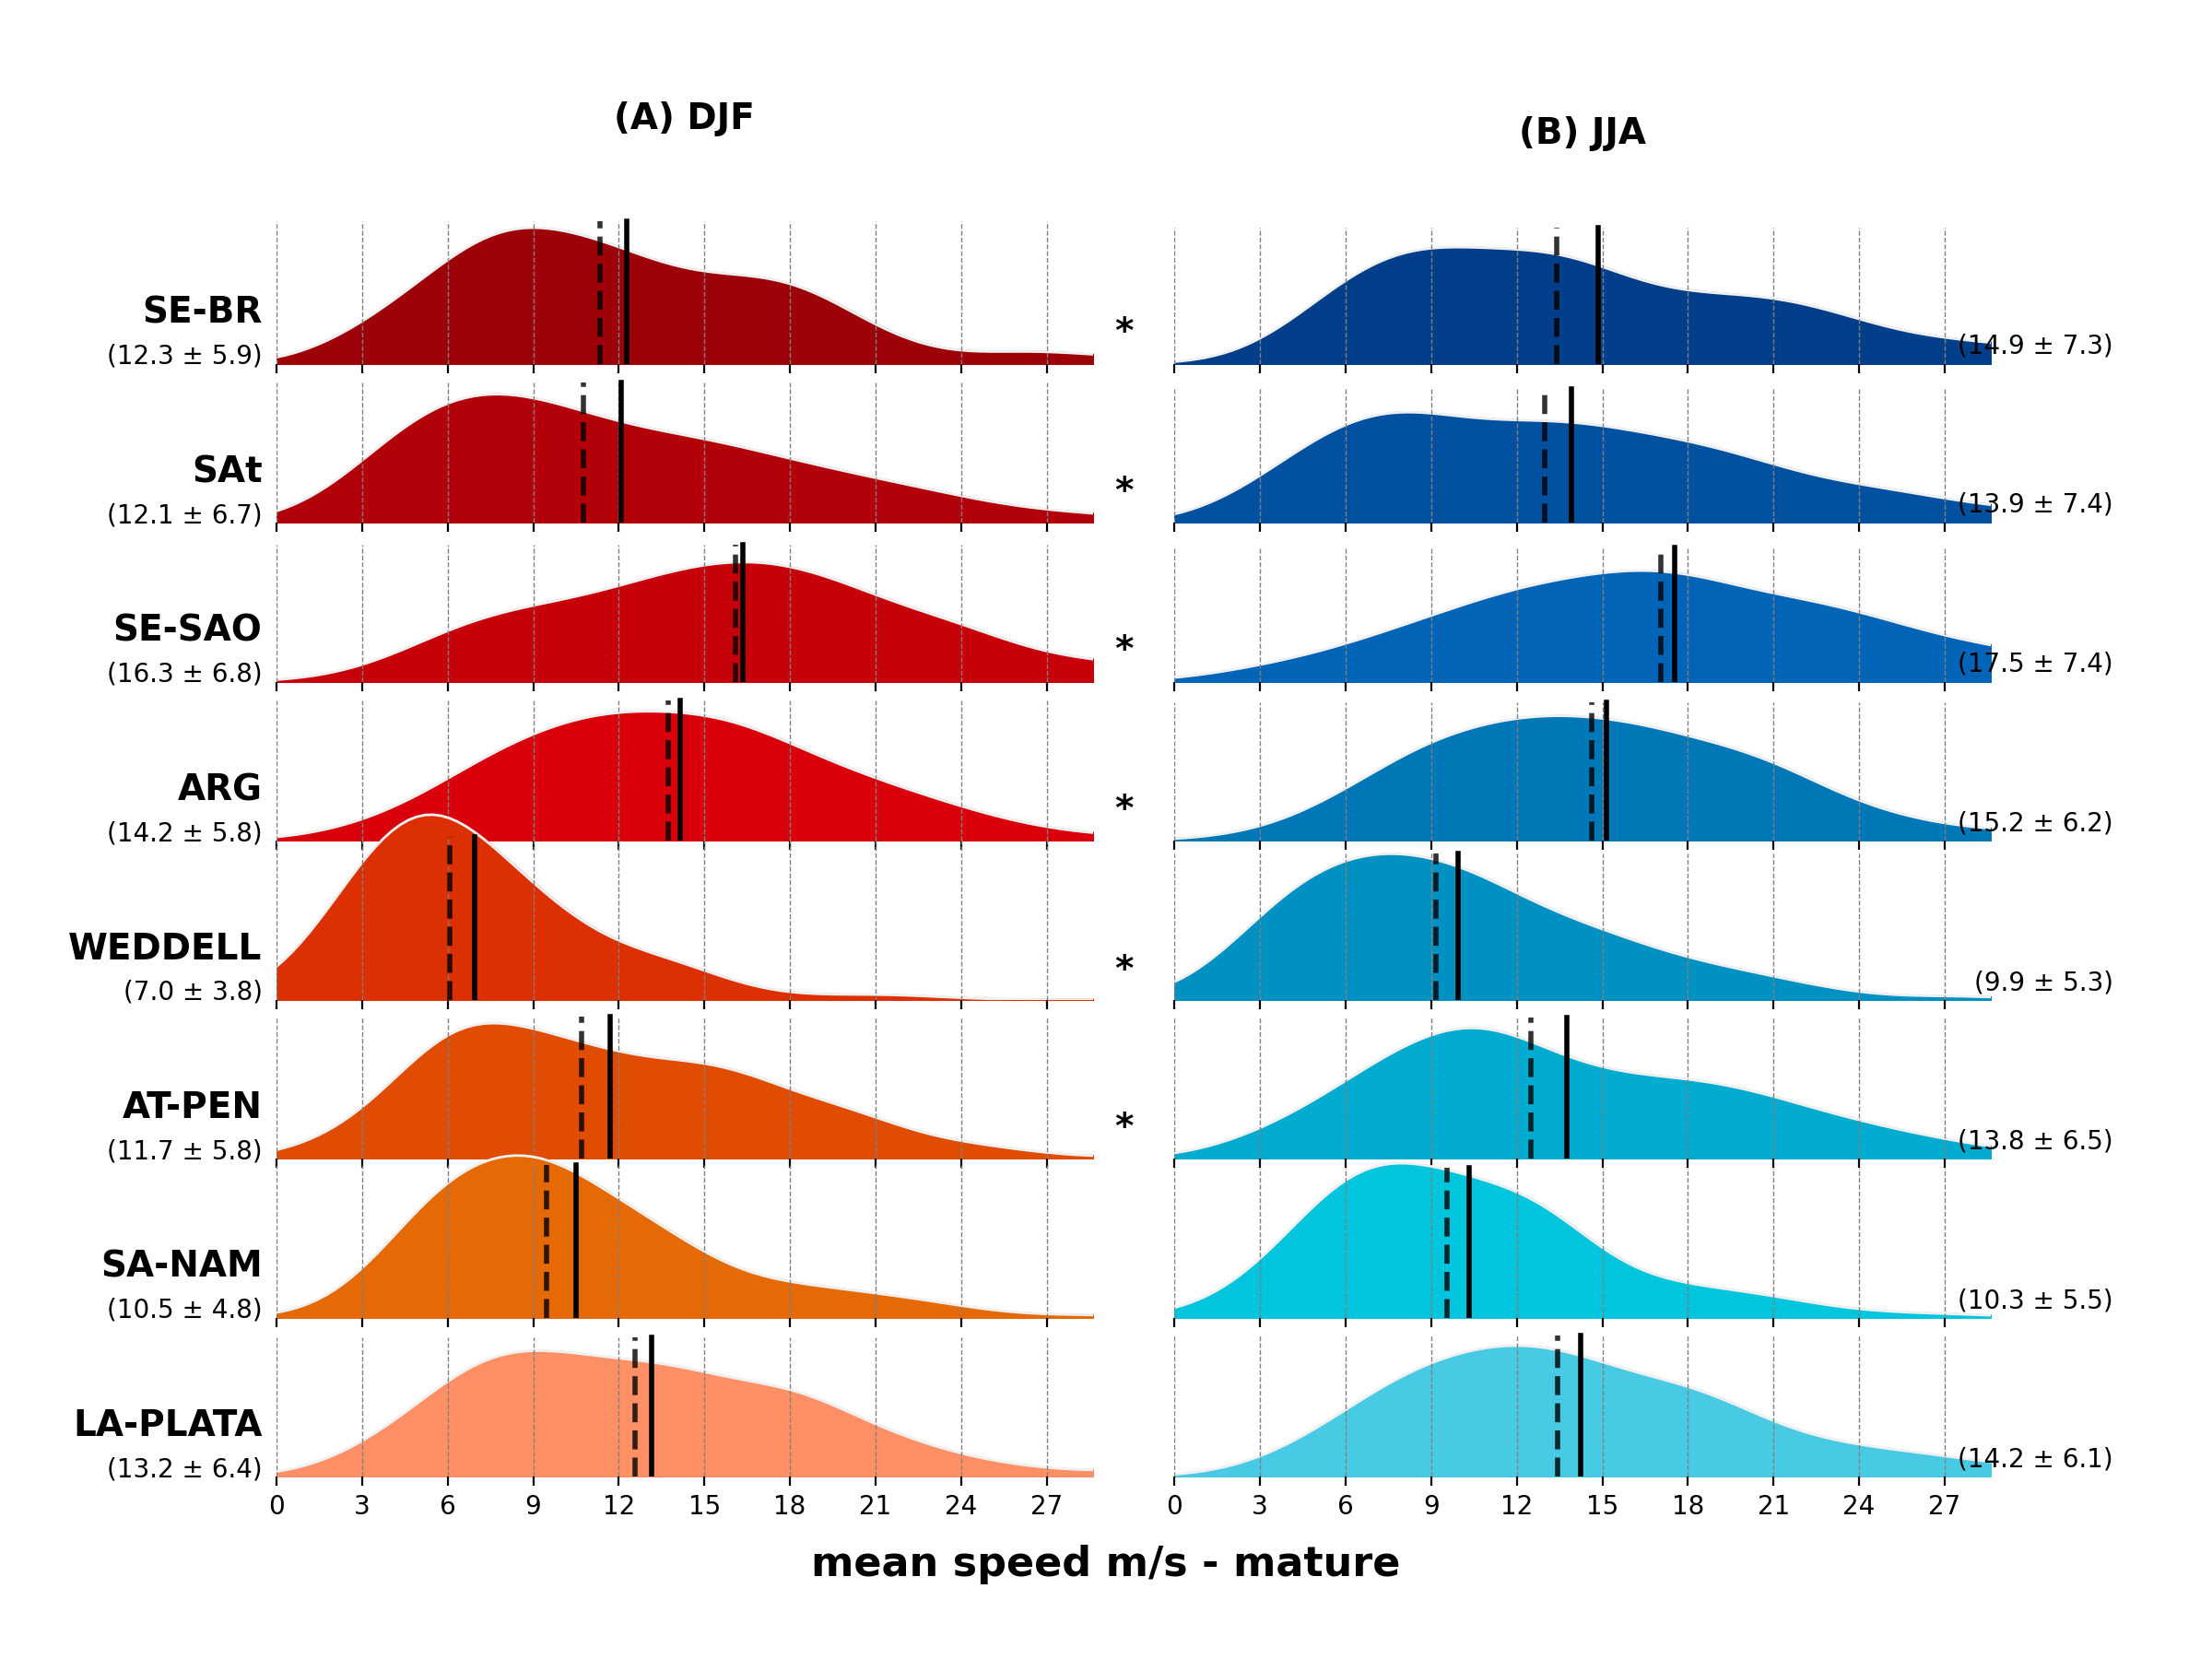 (A) DJF
(B) JJA
SE-BR
(12.3 ± 5.9)
*
(14.9 ± 7.3)
SAt
(12.1 ± 6.7)
*
(13.9 ± 7.4)
SE-SAO
(16.3 ± 6.8)
*
(17.5 ± 7.4)
ARG
(14.2 ± 5.8)
*
(15.2 ± 6.2)
WEDDELL
(7.0 ± 3.8)
*
(9.9 ± 5.3)
AT-PEN
(11.7 ± 5.8)
*
(13.8 ± 6.5)
SA-NAM
(10.5 ± 4.8)
(10.3 ± 5.5)
LA-PLATA
(13.2 ± 6.4)
(14.2 ± 6.1)
0 3 6 9 12 15 18 21 24 27
0 3 6 9 12 15 18 21 24 27
mean speed m/s - mature